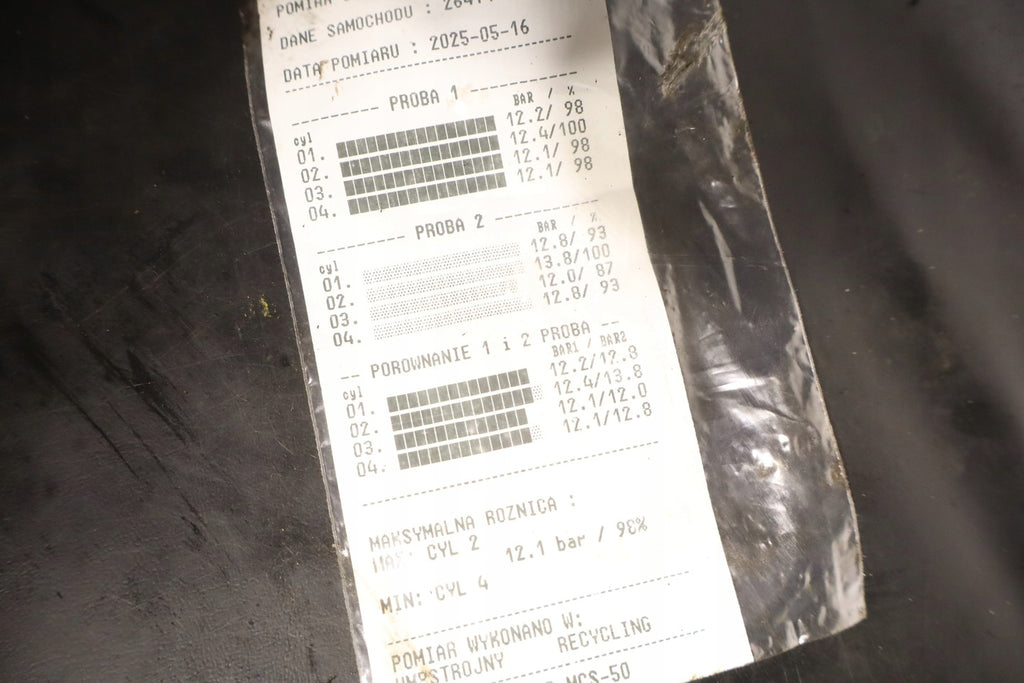 DANE SAMOCHODU :
DATA POMIARU : 2025-05-16
PROBA 1
cyl BAR / %
01. 12.2/ 98
02. 12.4/100
03. 12.1/ 98
04. 12.1/ 98
PROBA 2
cyl BAR / %
01. 12.8/ 93
02. 13.8/100
03. 12.0/ 87
04. 12.8/ 93
POROWNANIE 1 i 2 PROBA
cyl BAR1 / BAR2
01. 12.2/12.8
02. 12.4/13.8
03. 12.1/12.0
04. 12.1/12.8
MAKSYMALNA ROZNICA :
MAX: CYL 2
12.1 bar / 98%
MIN: CYL 4
POMIAR WYKONANO W:
RECYCLING
MCS-50